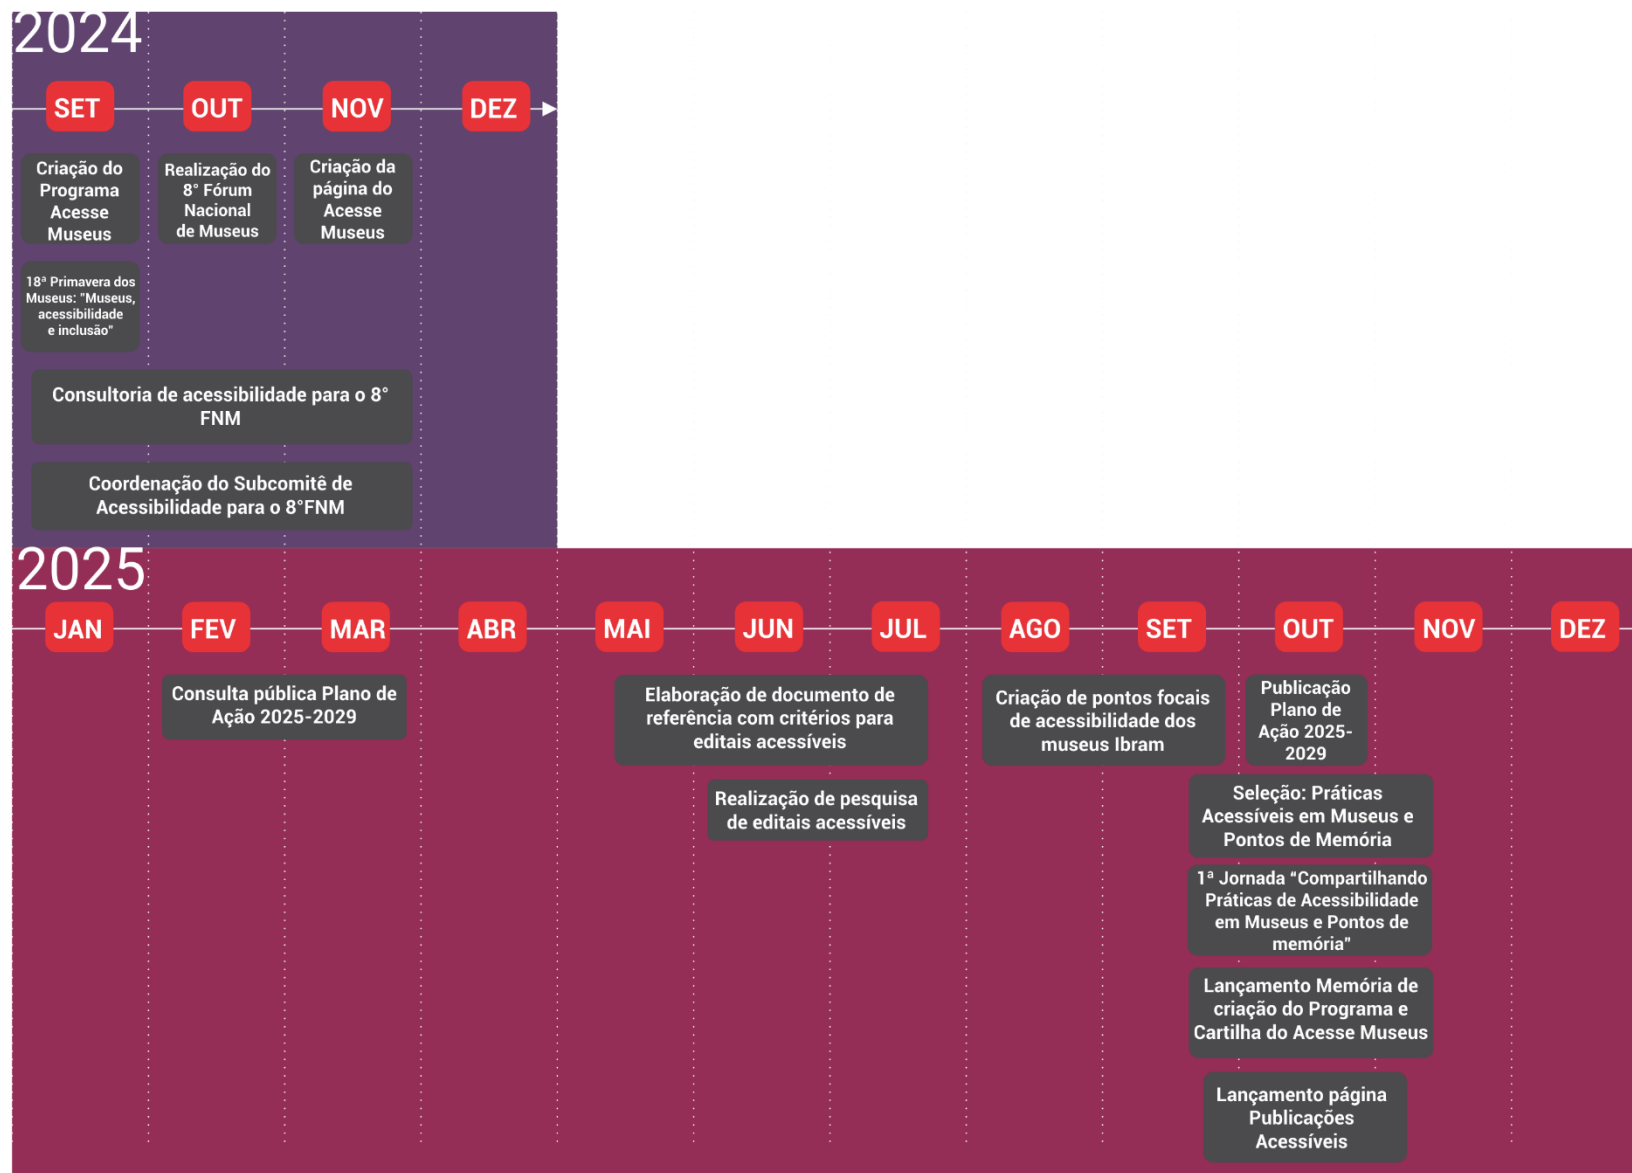 2024
SET
OUT
NOV
DEZ
Criação do
Programa
Acesse
Museus
Realização do
8° Fórum
Nacional
de Museus
Criação da
página do
Acesse
Museus
18ª Primavera dos
Museus: "Museus,
acessibilidade
e inclusão"
Consultoria de acessibilidade para o 8°
FNM
Coordenação do Subcomitê de
Acessibilidade para o 8°FNM
2025
JAN
FEV
MAR
ABR
MAI
JUN
JUL
AGO
SET
OUT
NOV
DEZ
Consulta pública Plano de
Ação 2025-2029
Elaboração de documento de
referência com critérios para
editais acessíveis
Realização de pesquisa
de editais acessíveis
Criação de pontos focais
de acessibilidade dos
museus Ibram
Publicação
Plano de
Ação 2025-
2029
Seleção: Práticas
Acessíveis em Museus e
Pontos de Memória
1ª Jornada “Compartilhando
Práticas de Acessibilidade
em Museus e Pontos de
memória”
Lançamento Memória de
criação do Programa e
Cartilha do Acesse Museus
Lançamento página
Publicações
Acessíveis